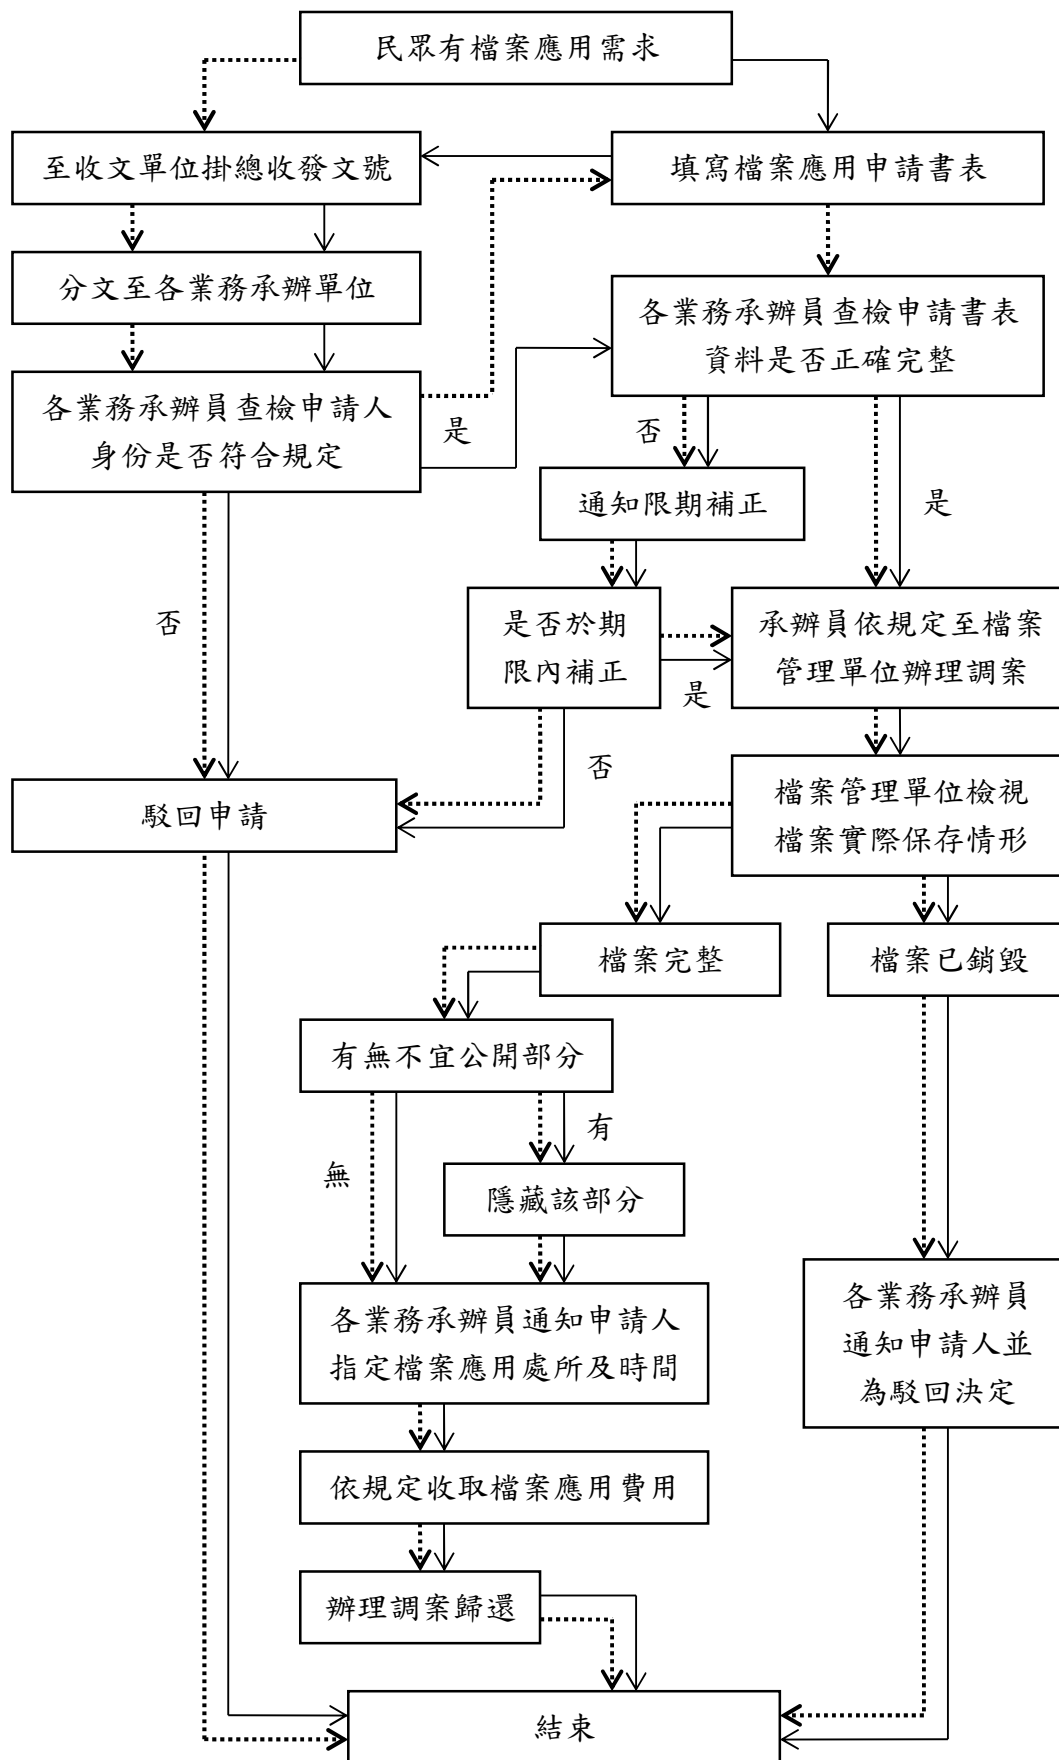 民眾有檔案應用需求
至收文單位掛總收發文號
填寫檔案應用申請書表
分文至各業務承辦單位
各業務承辦員查檢申請書表
資料是否正確完整
各業務承辦員查檢申請人
身份是否符合規定
是
否
通知限期補正
是
否
是否於期
限內補正
是
承辦員依規定至檔案
管理單位辦理調案
否
駁回申請
檔案管理單位檢視
檔案實際保存情形
檔案完整
檔案已銷毀
有無不宜公開部分
有
無
隱藏該部分
各業務承辦員通知申請人
指定檔案應用處所及時間
各業務承辦員
通知申請人並
為駁回決定
依規定收取檔案應用費用
辦理調案歸還
結束